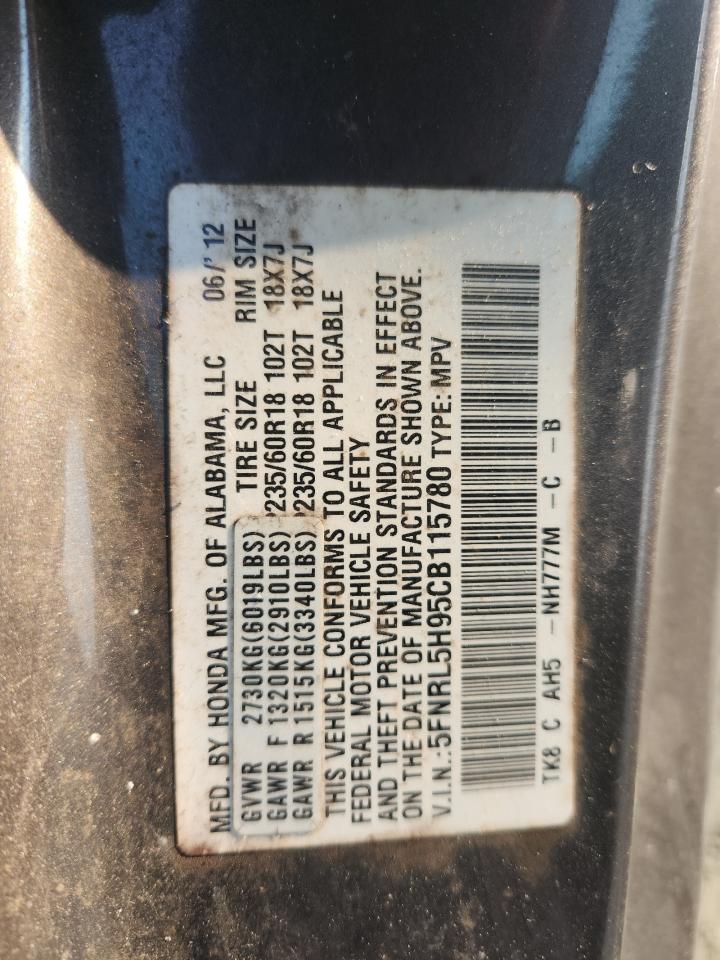 MFD. BY HONDA MFG. OF ALABAMA, LLC 06/'12
GVWR 2730KG(6019LBS) TIRE SIZE RIM SIZE
GAWR F 1320KG(2910LBS) P235/60R18 102T 18X7J
GAWR R 1515KG(3340LBS) P235/60R18 102T 18X7J
THIS VEHICLE CONFORMS TO ALL APPLICABLE
FEDERAL MOTOR VEHICLE SAFETY
AND THEFT PREVENTION STANDARDS IN EFFECT
ON THE DATE OF MANUFACTURE SHOWN ABOVE.
V.I.N.:5FNRL5H95CB115780 TYPE: MPV
TK8 C AH5 -NH777M -C -B